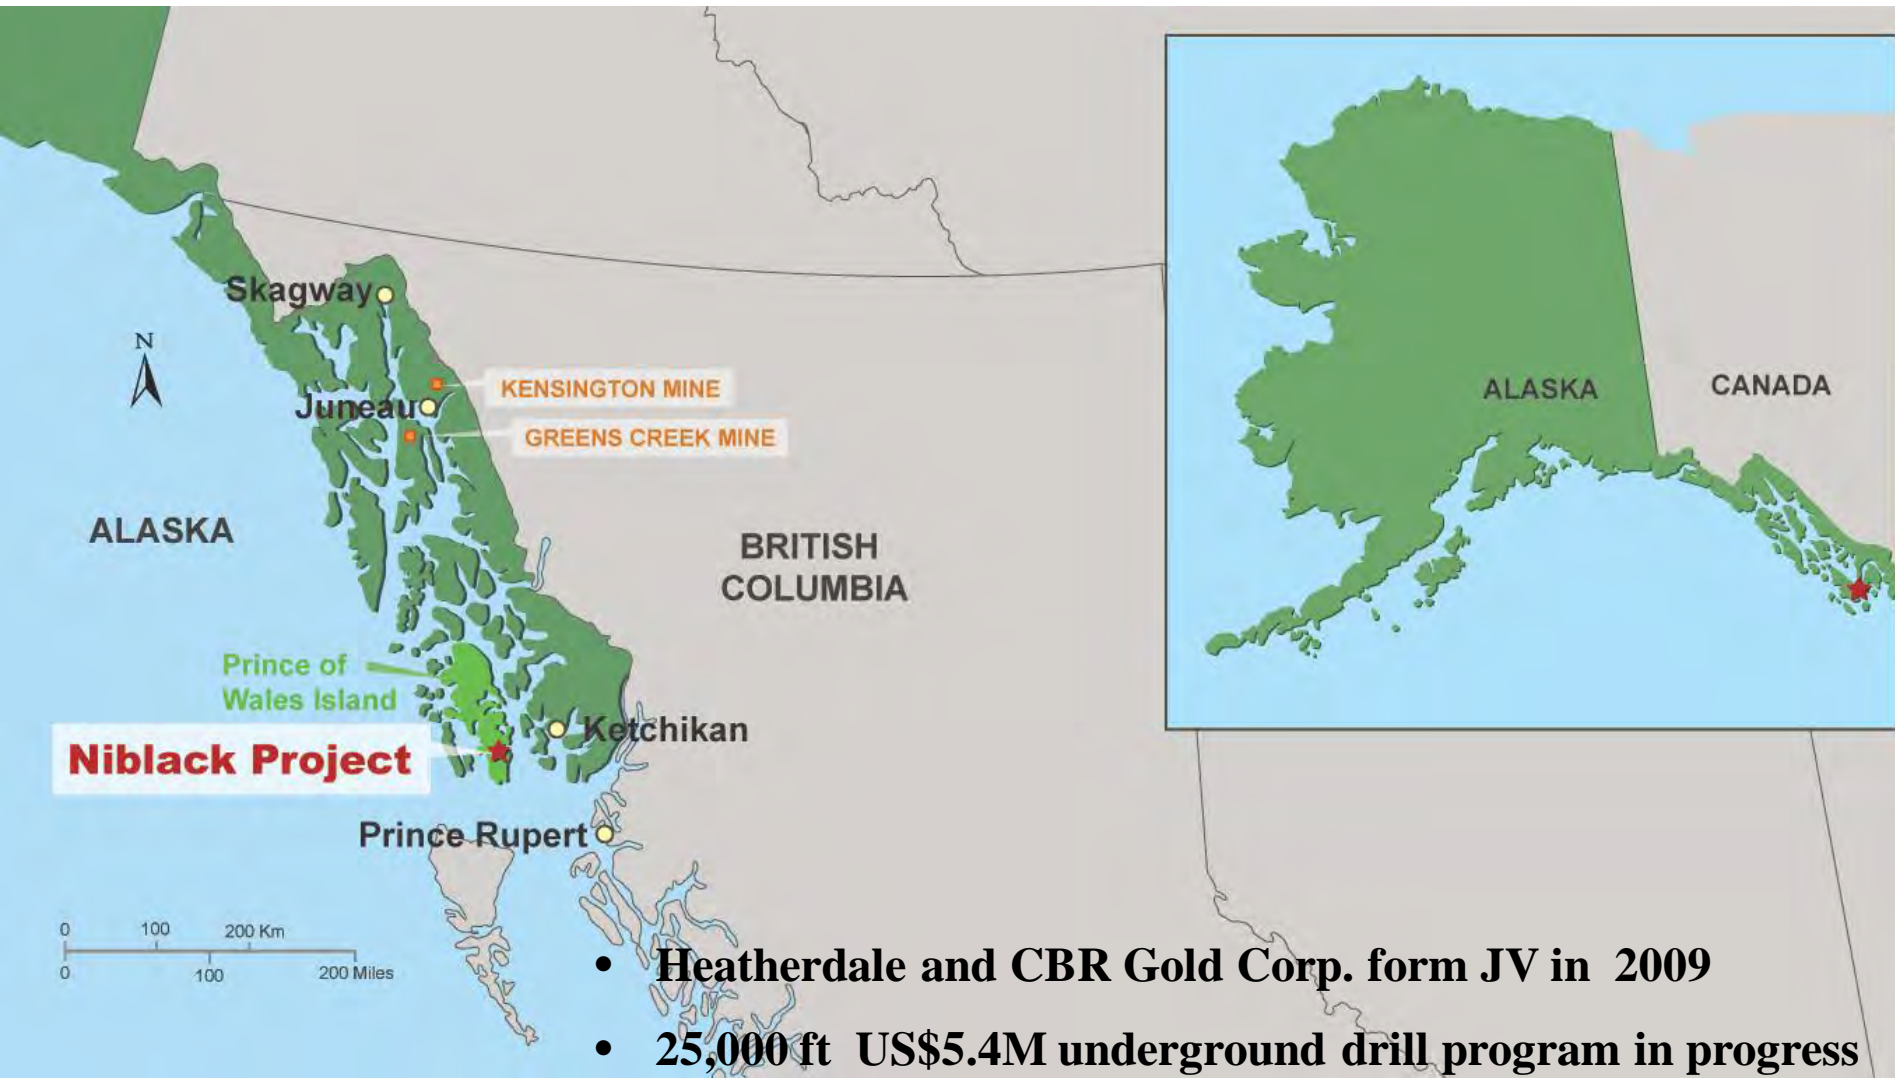 Skagway
N
KENSINGTON MINE
Juneau
GREENS CREEK MINE
ALASKA
BRITISH
COLUMBIA
Prince of
Wales Island
Niblack Project
Ketchikan
Prince Rupert
0 100 200 Km
0 100 200 Miles
ALASKA
CANADA
• Heatherdale and CBR Gold Corp. form JV in 2009
• 25,000 ft US$5.4M underground drill program in progress